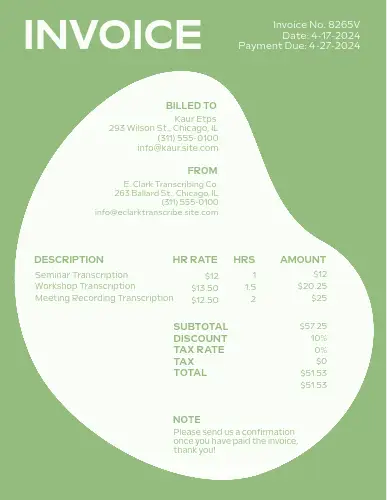 INVOICE
Invoice No. 8265V
Date: 4-17-2024
Payment Due: 4-27-2024
BILLED TO
Kaur Etps
293 Wilson St., Chicago, IL
(311) 555-0100
info@kaur.site.com
FROM
E. Clark Transcribing Co.
263 Ballard St. Chicago, IL
(311) 555-0100
info@eclarktranscribe.site.com
DESCRIPTION HR RATE HRS AMOUNT
Seminar Transcription $12 1 $12
Workshop Transcription $13.50 1.5 $20.25
Meeting Recording Transcription $12.50 2 $25
SUBTOTAL $57.25
DISCOUNT 10%
TAX RATE 0%
TAX $0
TOTAL $51.53
$51.53
NOTE
Please send us a confirmation
once you have paid the invoice,
thank you!